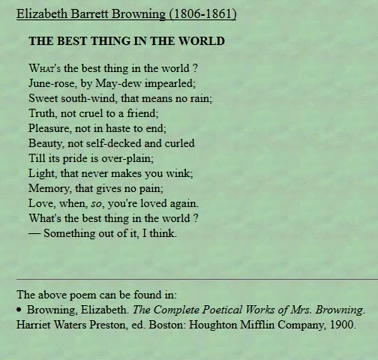 Elizabeth Barrett Browning (1806-1861)
THE BEST THING IN THE WORLD
WHAT's the best thing in the world ?
June-rose, by May-dew impearled;
Sweet south-wind, that means no rain;
Truth, not cruel to a friend;
Pleasure, not in haste to end;
Beauty, not self-decked and curled
Till its pride is over-plain;
Light, that never makes you wink;
Memory, that gives no pain;
Love, when, so, you're loved again.
What's the best thing in the world ?
— Something out of it, I think.
The above poem can be found in:
• Browning, Elizabeth. The Complete Poetical Works of Mrs. Browning.
Harriet Waters Preston, ed. Boston: Houghton Mifflin Company, 1900.